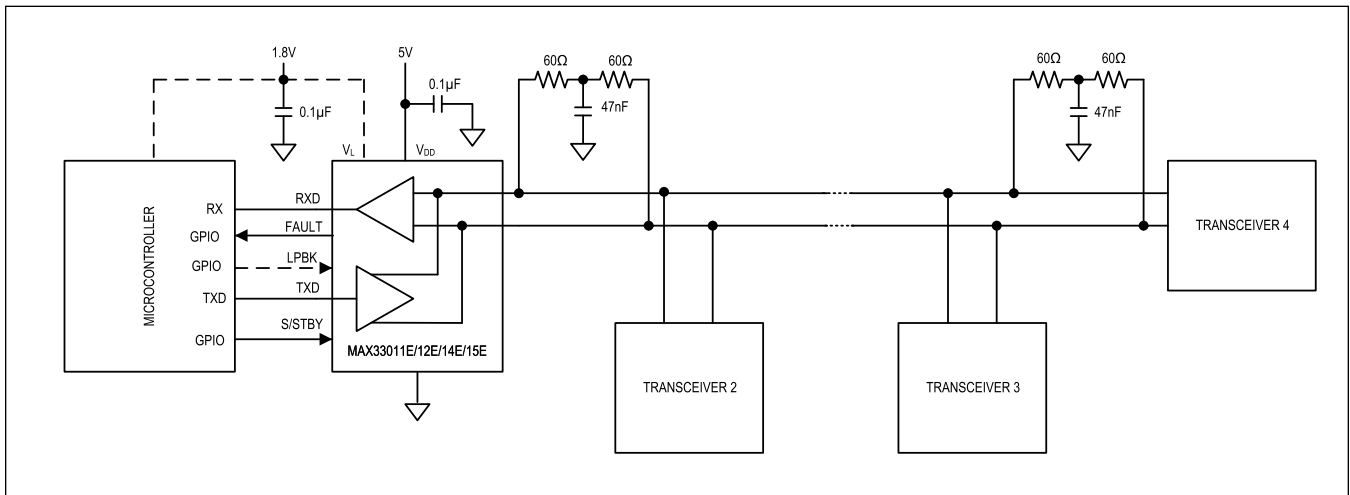 1.8V
5V
60Ω
60Ω
60Ω
60Ω
0.1µF
0.1µF
47nF
47nF
VL
VDD
MICROCONTROLLER
RX
RXD
GPIO
FAULT
GPIO
LPBK
TXD
TXD
GPIO
S/STBY
MAX33011E/12E/14E/15E
TRANSCEIVER 2
TRANSCEIVER 3
TRANSCEIVER 4